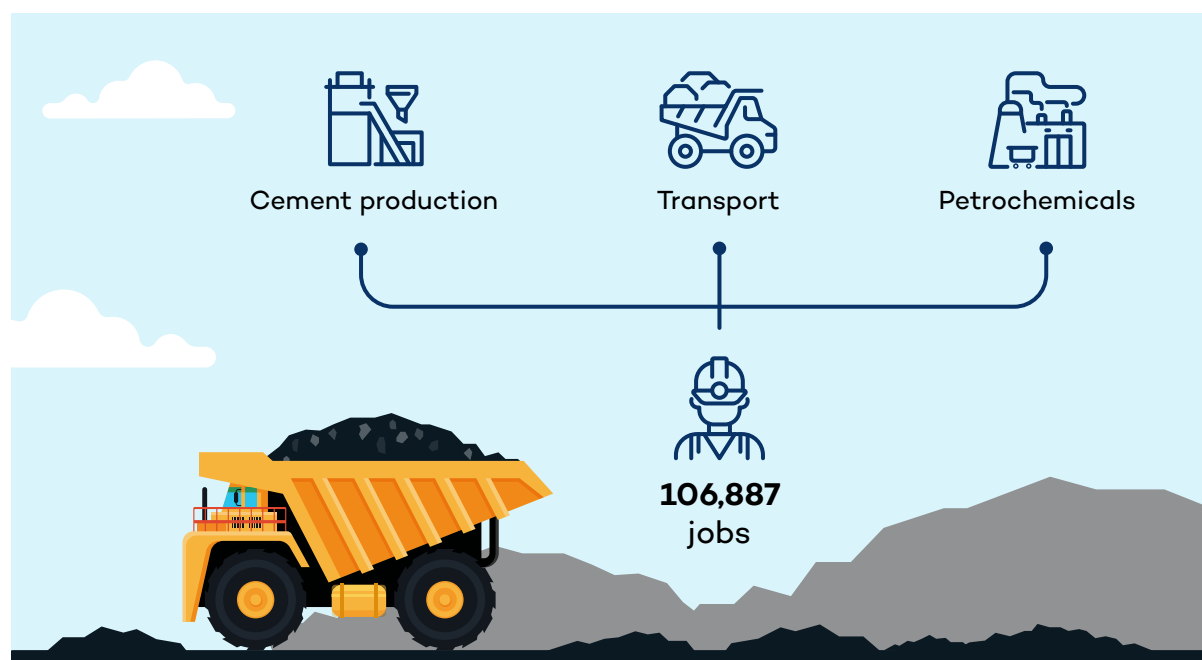 Cement production
Transport
Petrochemicals
106,887
jobs